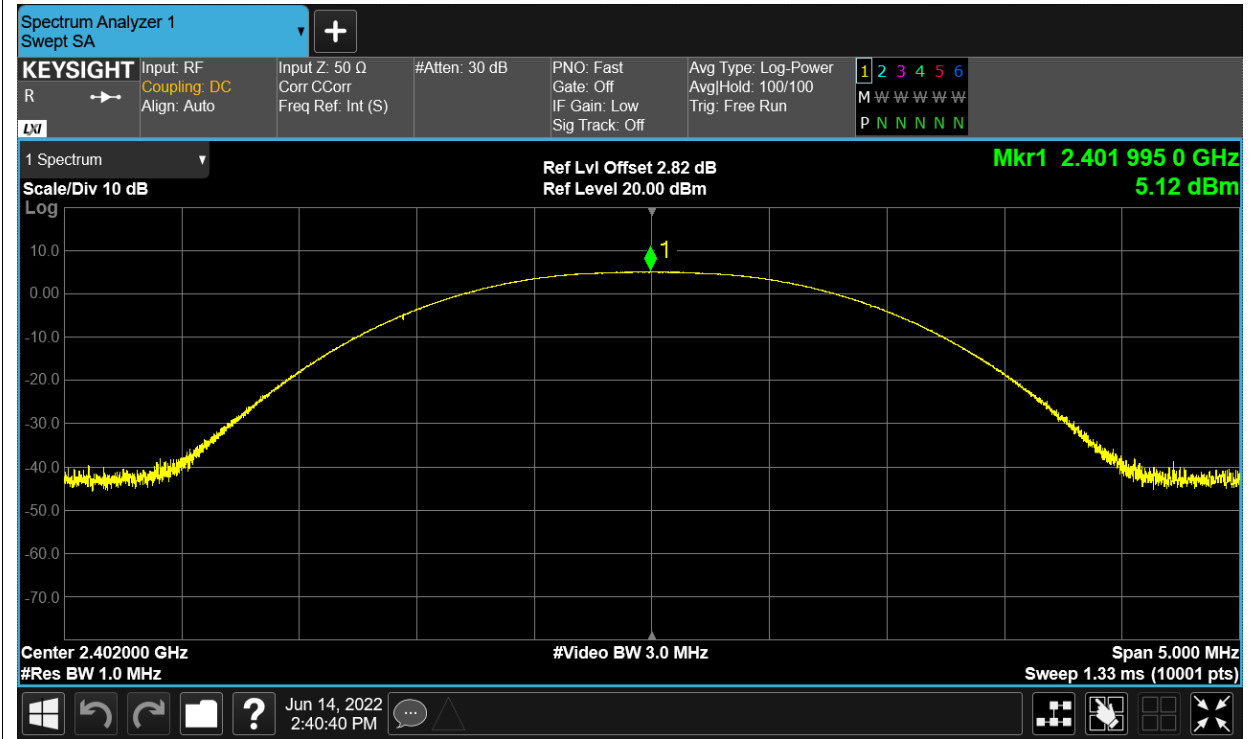 Spectrum Analyzer 1
Swept SA
KEYSIGHT
R
LXI
Input: RF
Coupling: DC
Align: Auto
Input Z: 50 Ω
Corr CCorr
Freq Ref: Int (S)
#Atten: 30 dB
PNO: Fast
Gate: Off
IF Gain: Low
Sig Track: Off
Avg Type: Log-Power
Avg|Hold: 100/100
Trig: Free Run
1 2 3 4 5 6
M W W W W W
P N N N N N
1 Spectrum
Scale/Div 10 dB
Ref Lvl Offset 2.82 dB
Ref Level 20.00 dBm
Mkr1 2.401 995 0 GHz
5.12 dBm
Log
1
10.0
0.00
-10.0
-20.0
-30.0
-40.0
-50.0
-60.0
-70.0
Center 2.402000 GHz
#Res BW 1.0 MHz
#Video BW 3.0 MHz
Span 5.000 MHz
Sweep 1.33 ms (10001 pts)
?
Jun 14, 2022
2:40:40 PM